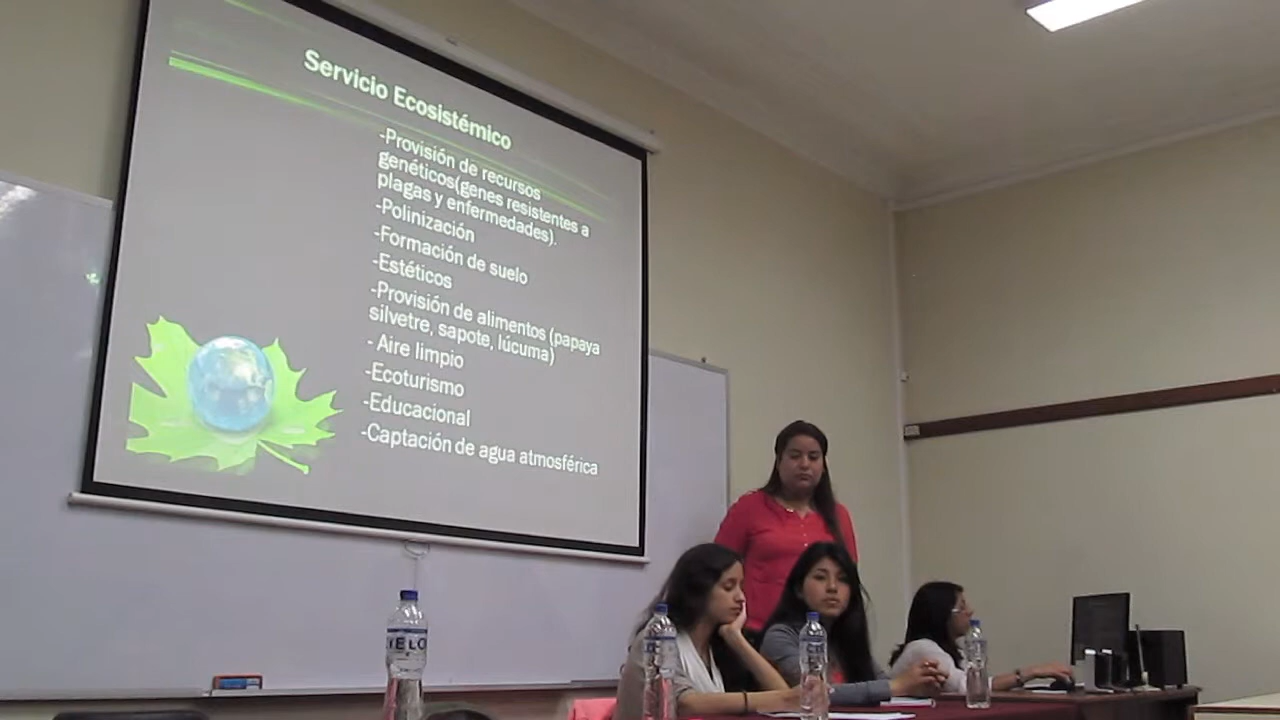 Servicio Ecosistémico
-Provisión de recursos
genéticos(genes resistentes a
plagas y enfermedades).
-Polinización
-Formación de suelo
-Estéticos
-Provisión de alimentos (papaya
silvetre, sapote, lúcuma)
- Aire limpio
-Ecoturismo
-Educacional
-Captación de agua atmosférica
CIELO